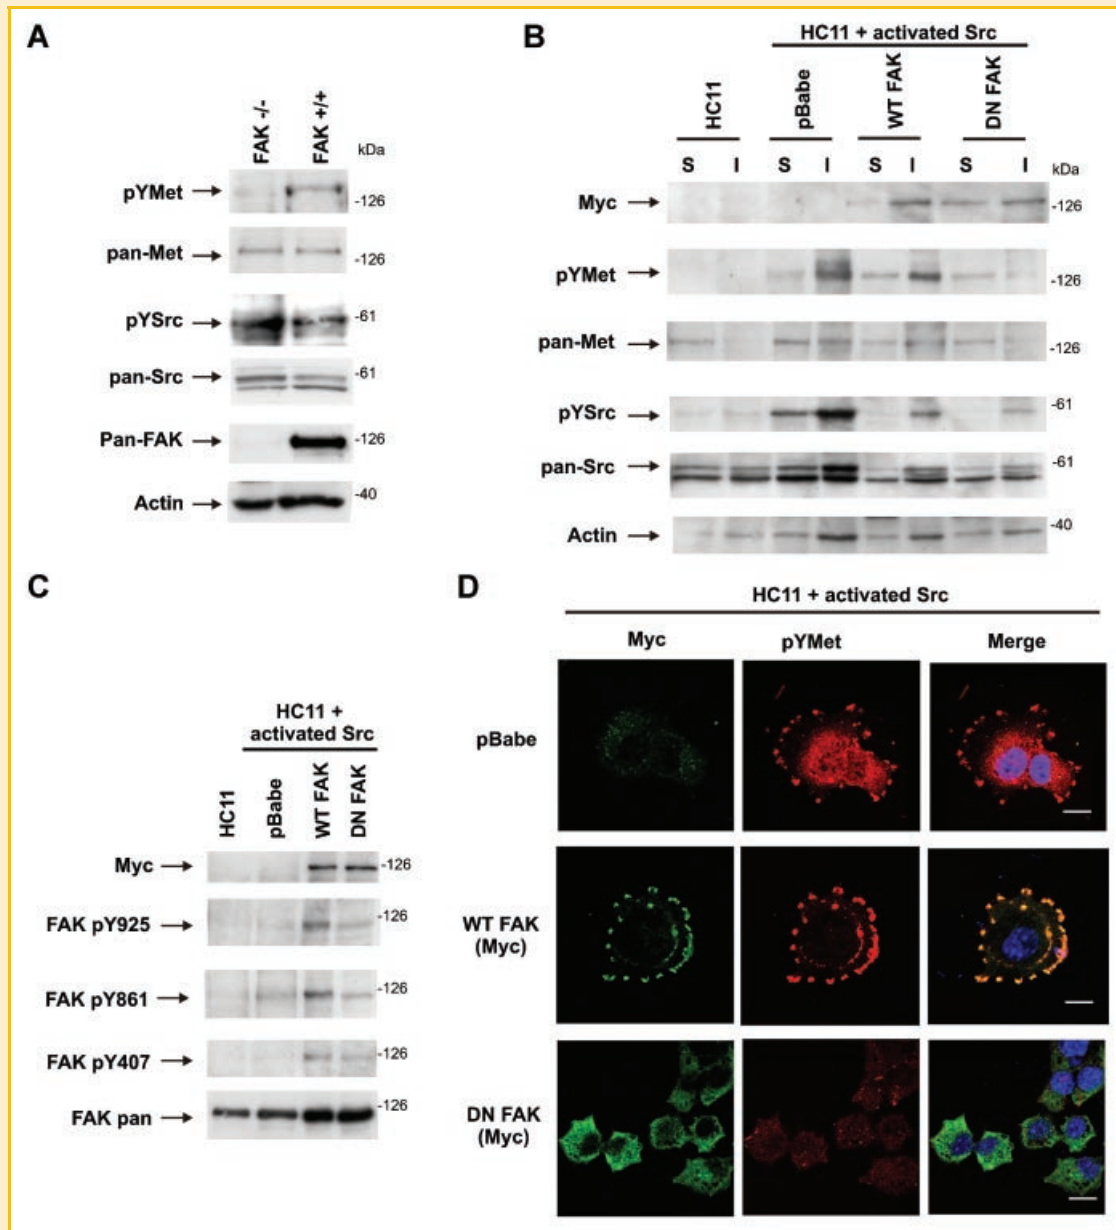 A
FAK -/-
FAK +/+
kDa
pYMet
-126
pan-Met
-126
pYSrc
-61
pan-Src
-61
Pan-FAK
-126
Actin
-40
B
HC11 + activated Src
HC11
pBabe
WT FAK
DN FAK
S I S I S I S I
kDa
Myc
-126
pYMet
-126
pan-Met
-126
pYSrc
-61
pan-Src
-61
Actin
-40
C
HC11 +
activated Src
HC11
pBabe
WT FAK
DN FAK
Myc
-126
FAK pY925
-126
FAK pY861
-126
FAK pY407
-126
FAK pan
-126
D
HC11 + activated Src
Myc pYMet Merge
pBabe
WT FAK
(Myc)
DN FAK
(Myc)